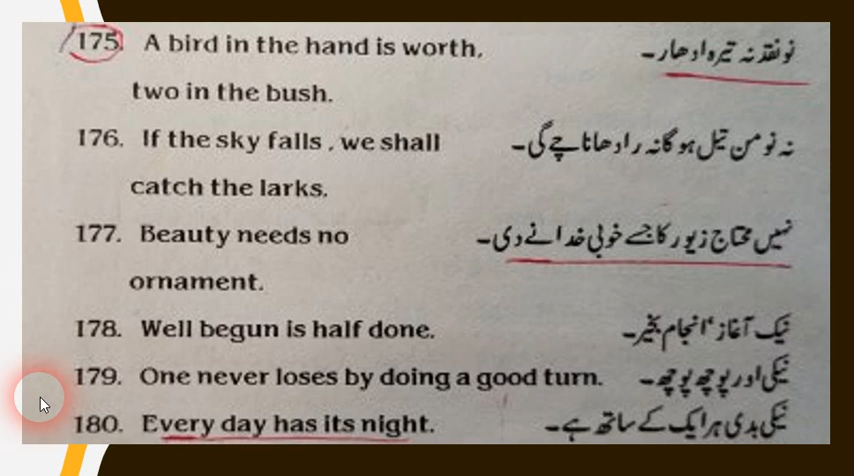 175. A bird in the hand is worth, نو نقد نہ تیرہ ادھار۔
two in the bush.
176. If the sky falls , we shall نہ نو من تیل ہو گا نہ رادھا ناچے گی۔
catch the larks.
177. Beauty needs no نہیں محتاج زیور کا جسے خوبی خدا نے دی۔
ornament.
178. Well begun is half done. نیک آغاز، انجام بخیر۔
179. One never loses by doing a good turn. نیکی اور پوچھ پوچھ۔
180. Every day has its night. نیکی بدی ہر ایک کے ساتھ ہے۔